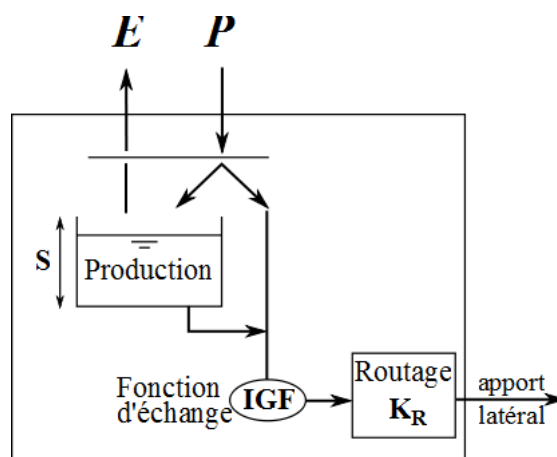 E P
S
Production
Fonction
d'échange
IGF
Routage
K_R
apport
latéral